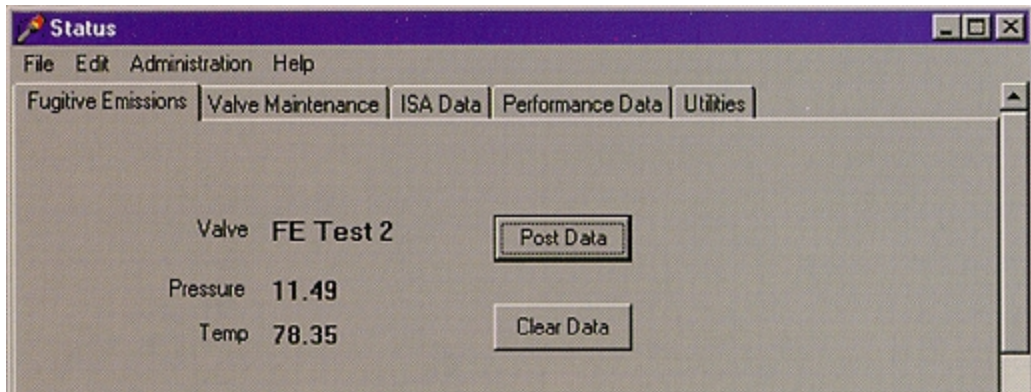 Status
File Edit Administration Help
Fugitive Emissions Valve Maintenance ISA Data Performance Data Utilities
Valve FE Test 2 Post Data
Pressure 11.49
Temp 78.35 Clear Data